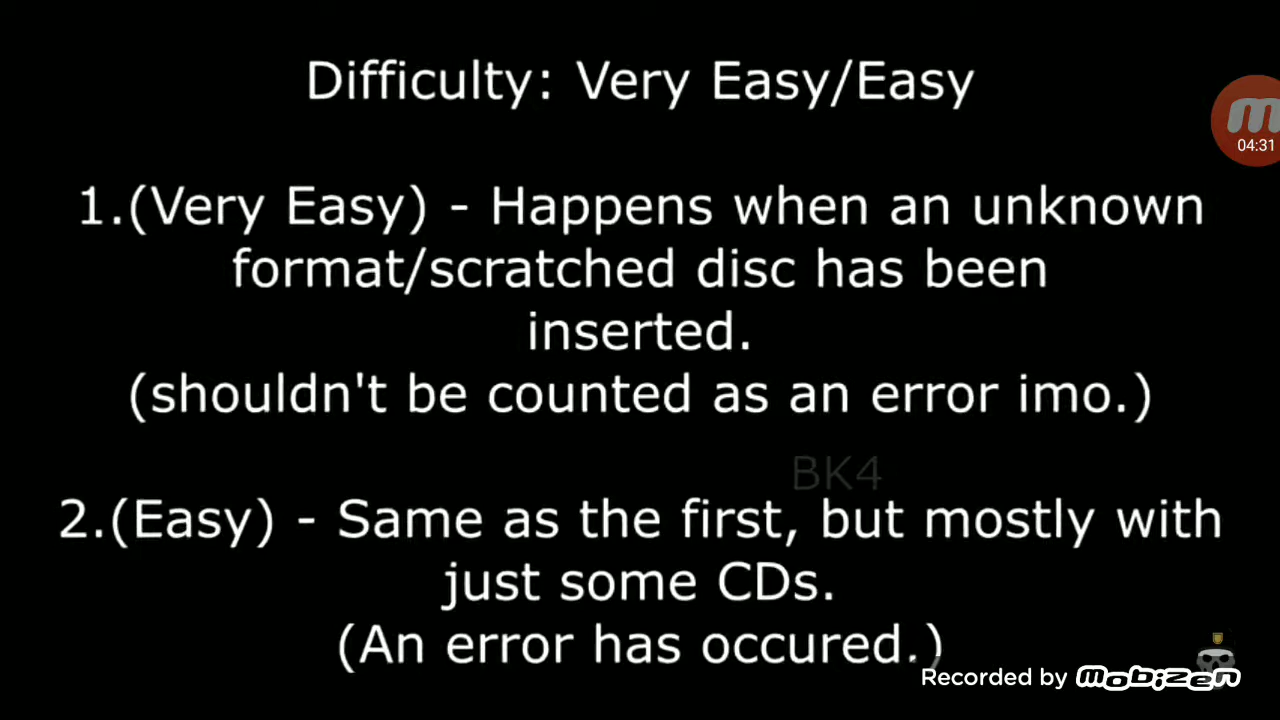 Difficulty: Very Easy/Easy
04:31
1.(Very Easy) - Happens when an unknown
format/scratched disc has been
inserted.
(shouldn't be counted as an error imo.)
BK4
2.(Easy) - Same as the first, but mostly with
just some CDs.
(An error has occured.)
Recorded by mobizen